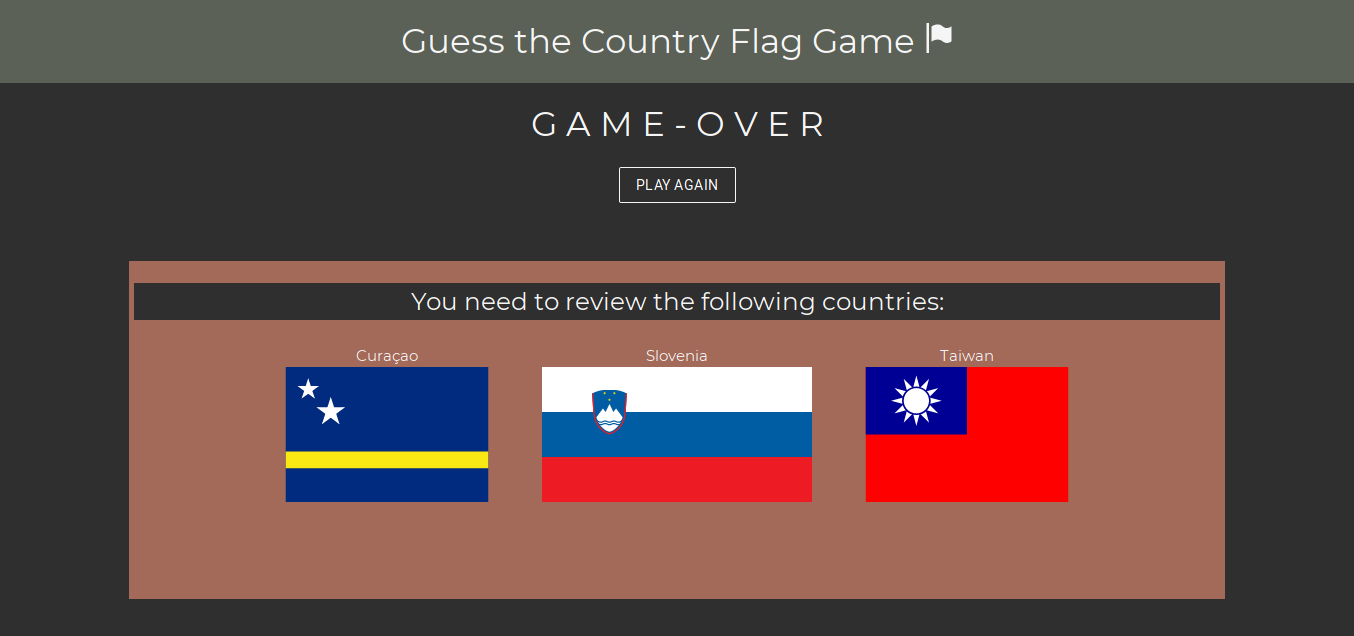 Guess the Country Flag Game
GAME-OVER
PLAY AGAIN
You need to review the following countries:
Curaçao
Slovenia
Taiwan